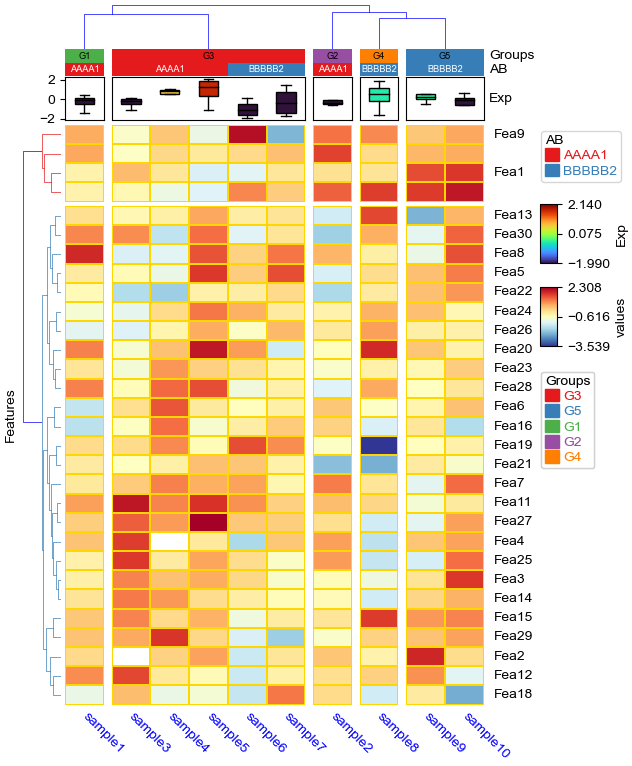 G1 G3 G2 G4 G5 Groups
AAAA1 AAAA1 BBBBB2 AAAA1 BBBBB2 BBBBB2 AB
2
0
−2
Exp
Fea9
Fea1
Fea13
Fea30
Fea8
Fea5
Fea22
Fea24
Fea26
Fea20
Fea23
Fea28
Fea6
Fea16
Fea19
Fea21
Fea7
Fea11
Fea27
Fea4
Fea25
Fea3
Fea14
Fea15
Fea29
Fea2
Fea12
Fea18
Features
sample1 sample3 sample4 sample5 sample6 sample7 sample2 sample8 sample9 sample10
AB
AAAA1
BBBBB2
2.140
0.075
−1.990
Exp
2.308
−0.616
−3.539
values
Groups
G3
G5
G1
G2
G4